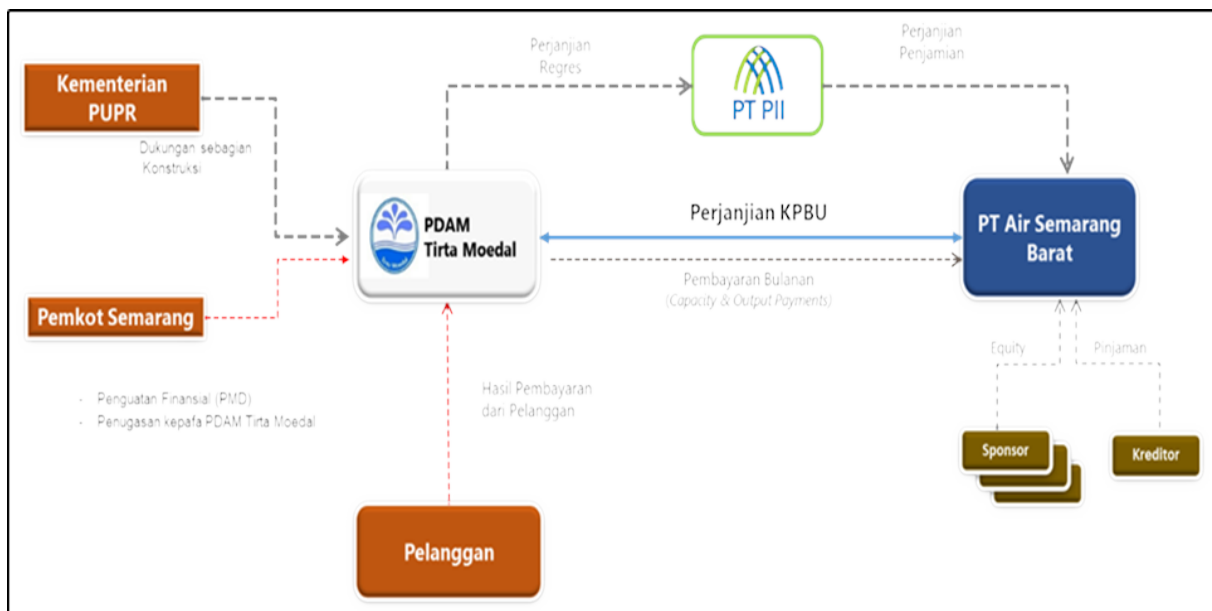 Kementerian
PUPR
Dukungan sebagian
Konstruksi
Perjanjian
Regres
PT PII
Perjanjian
Penjamian
PDAM
Tirta Moedal
Perjanjian KPBU
Pembayaran Bulanan
(Capacity & Output Payments)
PT Air Semarang
Barat
Pemkot Semarang
- Penguatan Finansial (PMD)
- Penugasan kepafa PDAM Tirta Moedal
Hasil Pembayaran
dari Pelanggan
Pelanggan
Equity
Pinjaman
Sponsor
Kreditor